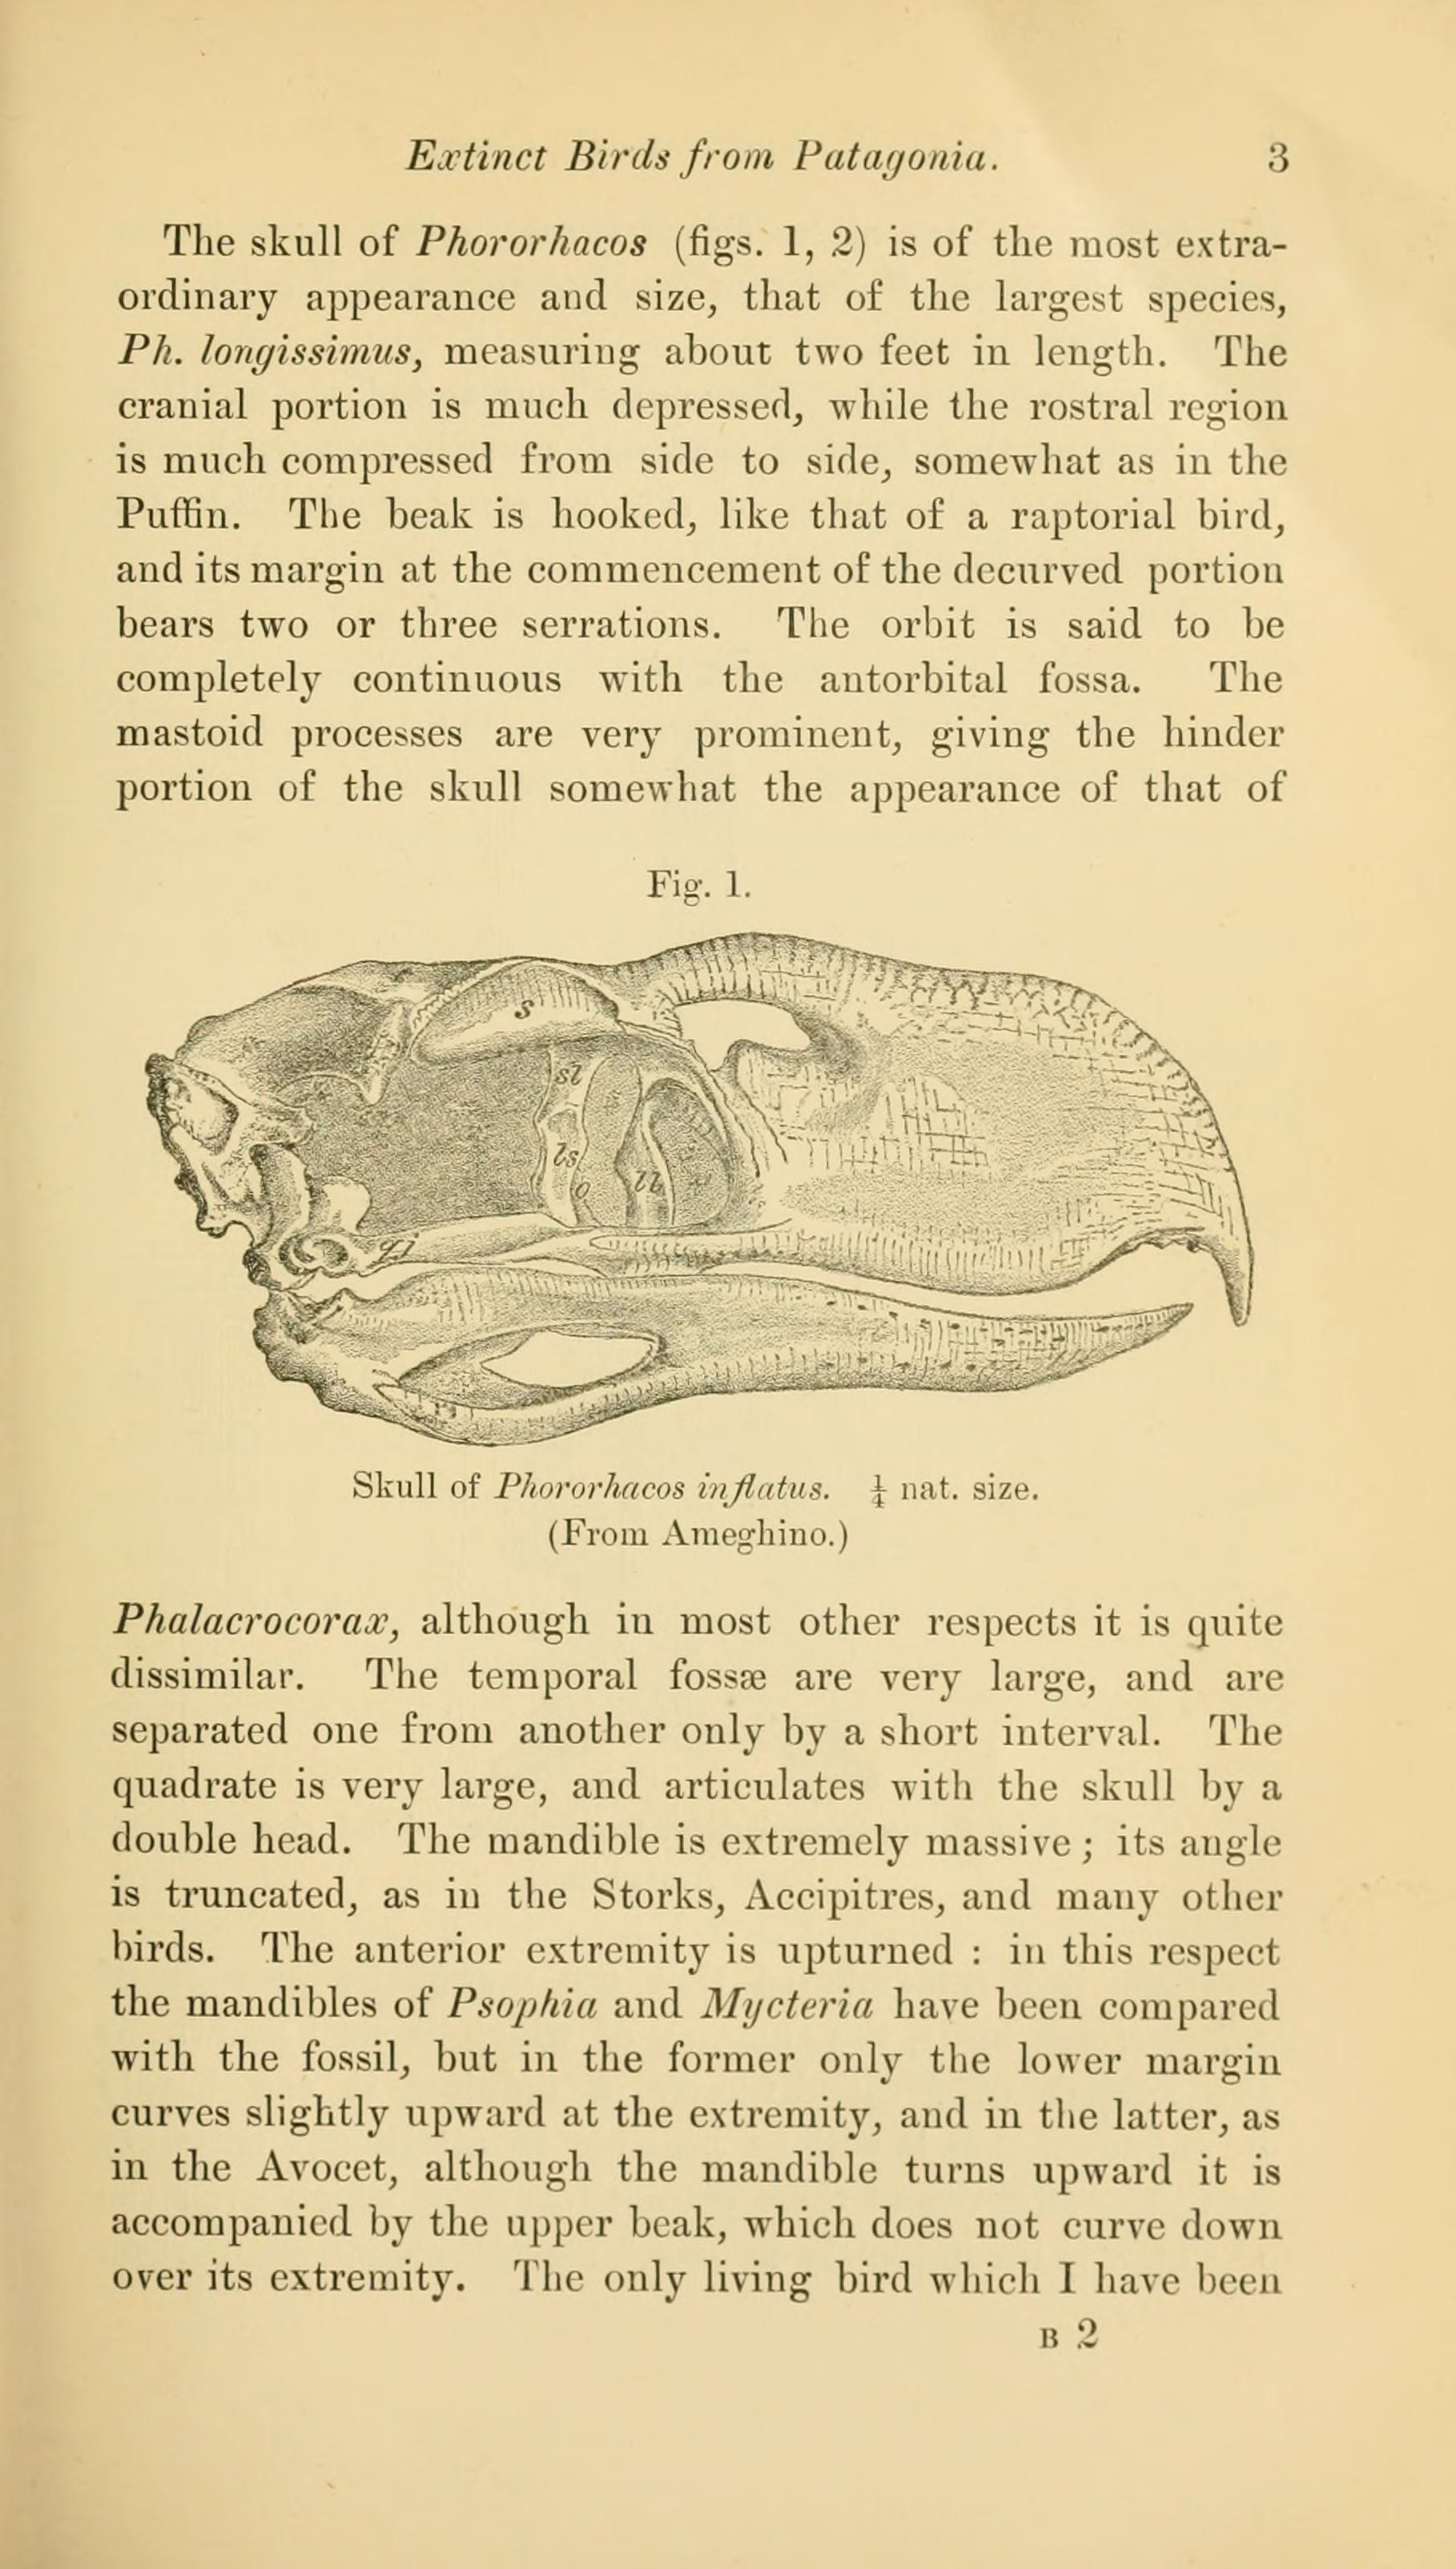 Extinct Birds from Patagonia. 3
The skull of Phororhacos (figs. 1, 2) is of the most extra-
ordinary appearance and size, that of the largest species,
Ph. longissimus, measuring about two feet in length. The
cranial portion is much depressed, while the rostral region
is much compressed from side to side, somewhat as in the
Puffin. The beak is hooked, like that of a raptorial bird,
and its margin at the commencement of the decurved portion
bears two or three serrations. The orbit is said to be
completely continuous with the antorbital fossa. The
mastoid processes are very prominent, giving the hinder
portion of the skull somewhat the appearance of that of
Fig. 1.
s
sl
ls
o
ll
qj
Skull of Phororhacos inflatus. ¼ nat. size.
(From Ameghino.)
Phalacrocorax, although in most other respects it is quite
dissimilar. The temporal fossæ are very large, and are
separated one from another only by a short interval. The
quadrate is very large, and articulates with the skull by a
double head. The mandible is extremely massive ; its angle
is truncated, as in the Storks, Accipitres, and many other
birds. The anterior extremity is upturned : in this respect
the mandibles of Psophia and Mycteria have been compared
with the fossil, but in the former only the lower margin
curves slightly upward at the extremity, and in the latter, as
in the Avocet, although the mandible turns upward it is
accompanied by the upper beak, which does not curve down
over its extremity. The only living bird which I have been
B 2